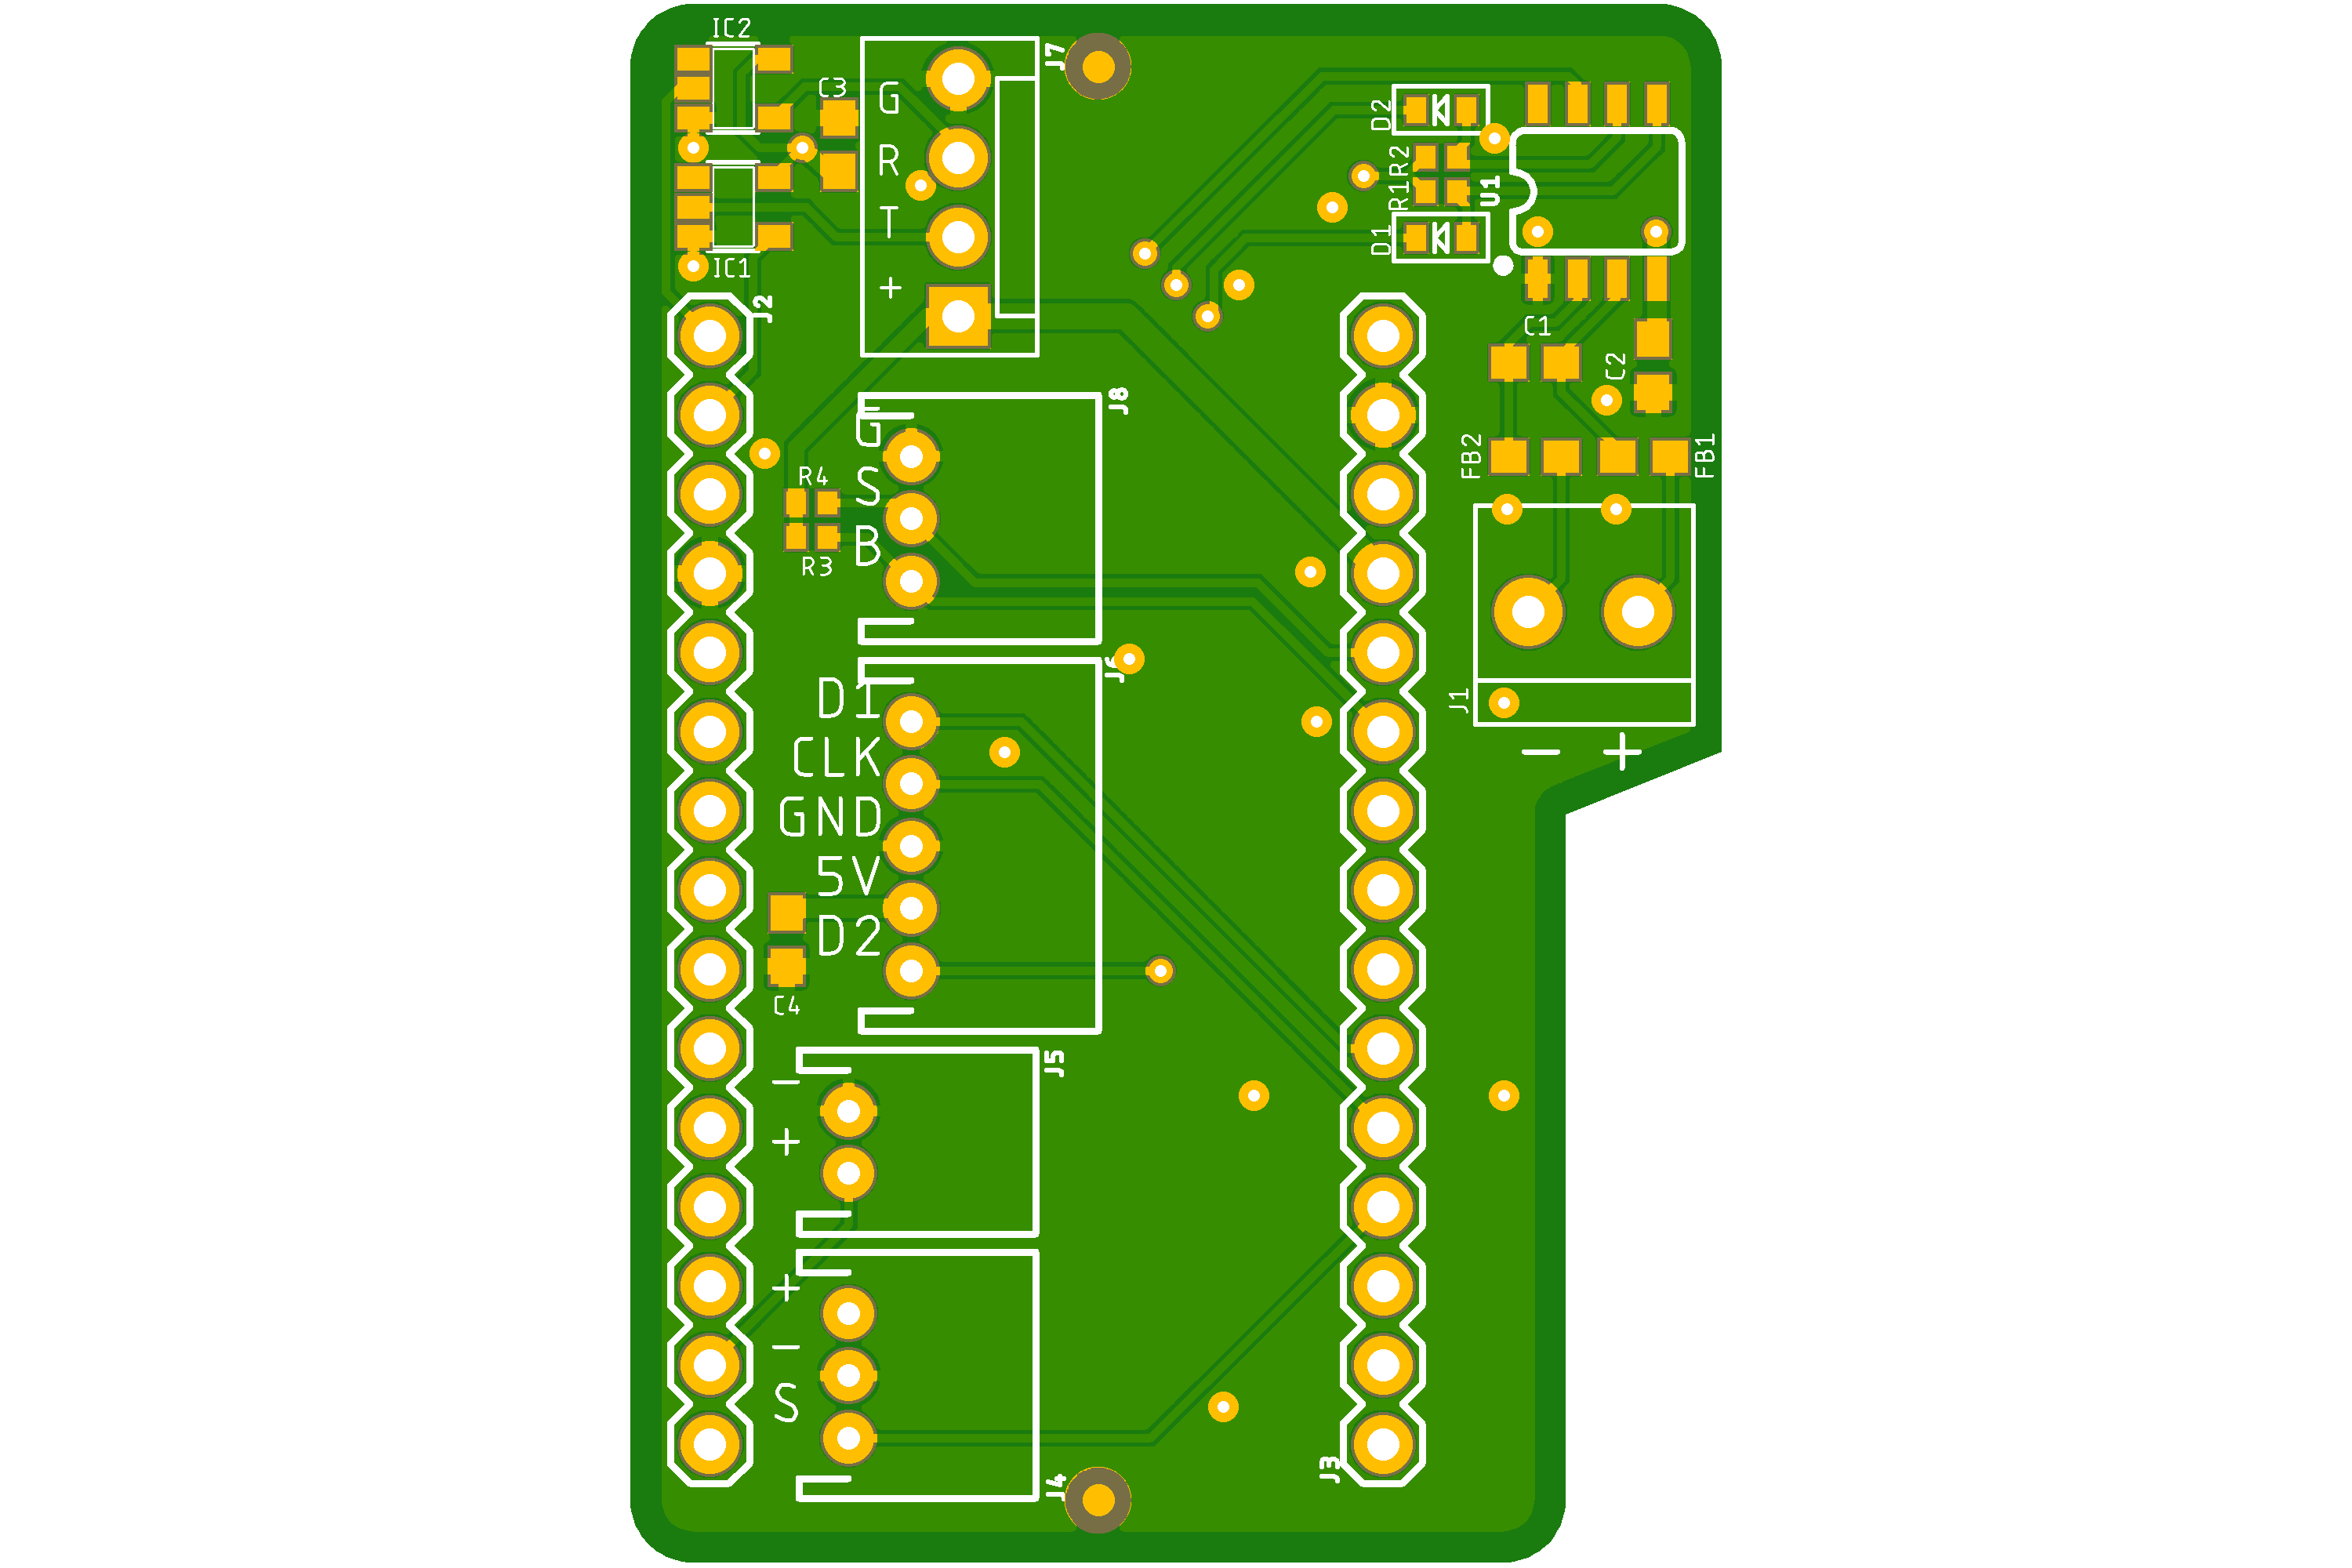 IC2
C3
G
R
T
+
J7
IC1
J2
D2
R2
R1
D1
U1
C1
C2
FB2
FB1
J8
G
S
B
R4
R3
J1
− +
D1
CLK
GND
5V
D2
C4
J5
−
+
+
−
S
J4
J3